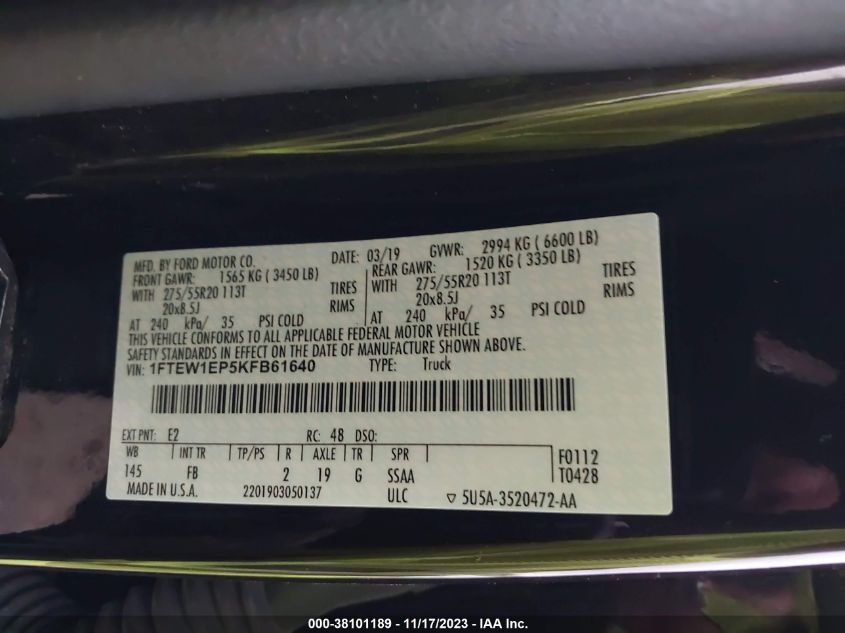 MFD. BY FORD MOTOR CO. DATE: 03/19 GVWR: 2994 KG ( 6600 LB)
FRONT GAWR: 1565 KG ( 3450 LB) REAR GAWR: 1520 KG ( 3350 LB)
WITH 275/55R20 113T TIRES WITH 275/55R20 113T TIRES
20x8.5J RIMS 20x8.5J RIMS
AT 240 kPa/ 35 PSI COLD AT 240 kPa/ 35 PSI COLD
THIS VEHICLE CONFORMS TO ALL APPLICABLE FEDERAL MOTOR VEHICLE
SAFETY STANDARDS IN EFFECT ON THE DATE OF MANUFACTURE SHOWN ABOVE.
VIN: 1FTEW1EP5KFB61640 TYPE: Truck
EXT PNT: E2 RC: 48 DSO:
WB INT TR TP/PS R AXLE TR SPR F0112
145 FB 2 19 G SSAA T0428
MADE IN U.S.A. 2201903050137 ULC ▽ 5U5A-3520472-AA
000-38101189 - 11/17/2023 - IAA Inc.